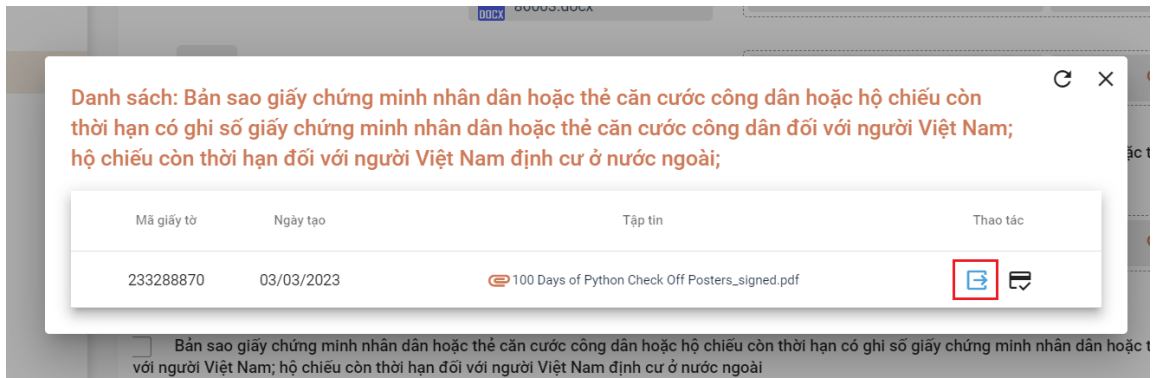 DOCX 80003.docx
Danh sách: Bản sao giấy chứng minh nhân dân hoặc thẻ căn cước công dân hoặc hộ chiếu còn
thời hạn có ghi số giấy chứng minh nhân dân hoặc thẻ căn cước công dân đối với người Việt Nam;
hộ chiếu còn thời hạn đối với người Việt Nam định cư ở nước ngoài;
Mã giấy tờ Ngày tạo Tập tin Thao tác
233288870 03/03/2023 100 Days of Python Check Off Posters_signed.pdf
Bản sao giấy chứng minh nhân dân hoặc thẻ căn cước công dân hoặc hộ chiếu còn thời hạn có ghi số giấy chứng minh nhân dân hoặc
với người Việt Nam; hộ chiếu còn thời hạn đối với người Việt Nam định cư ở nước ngoài